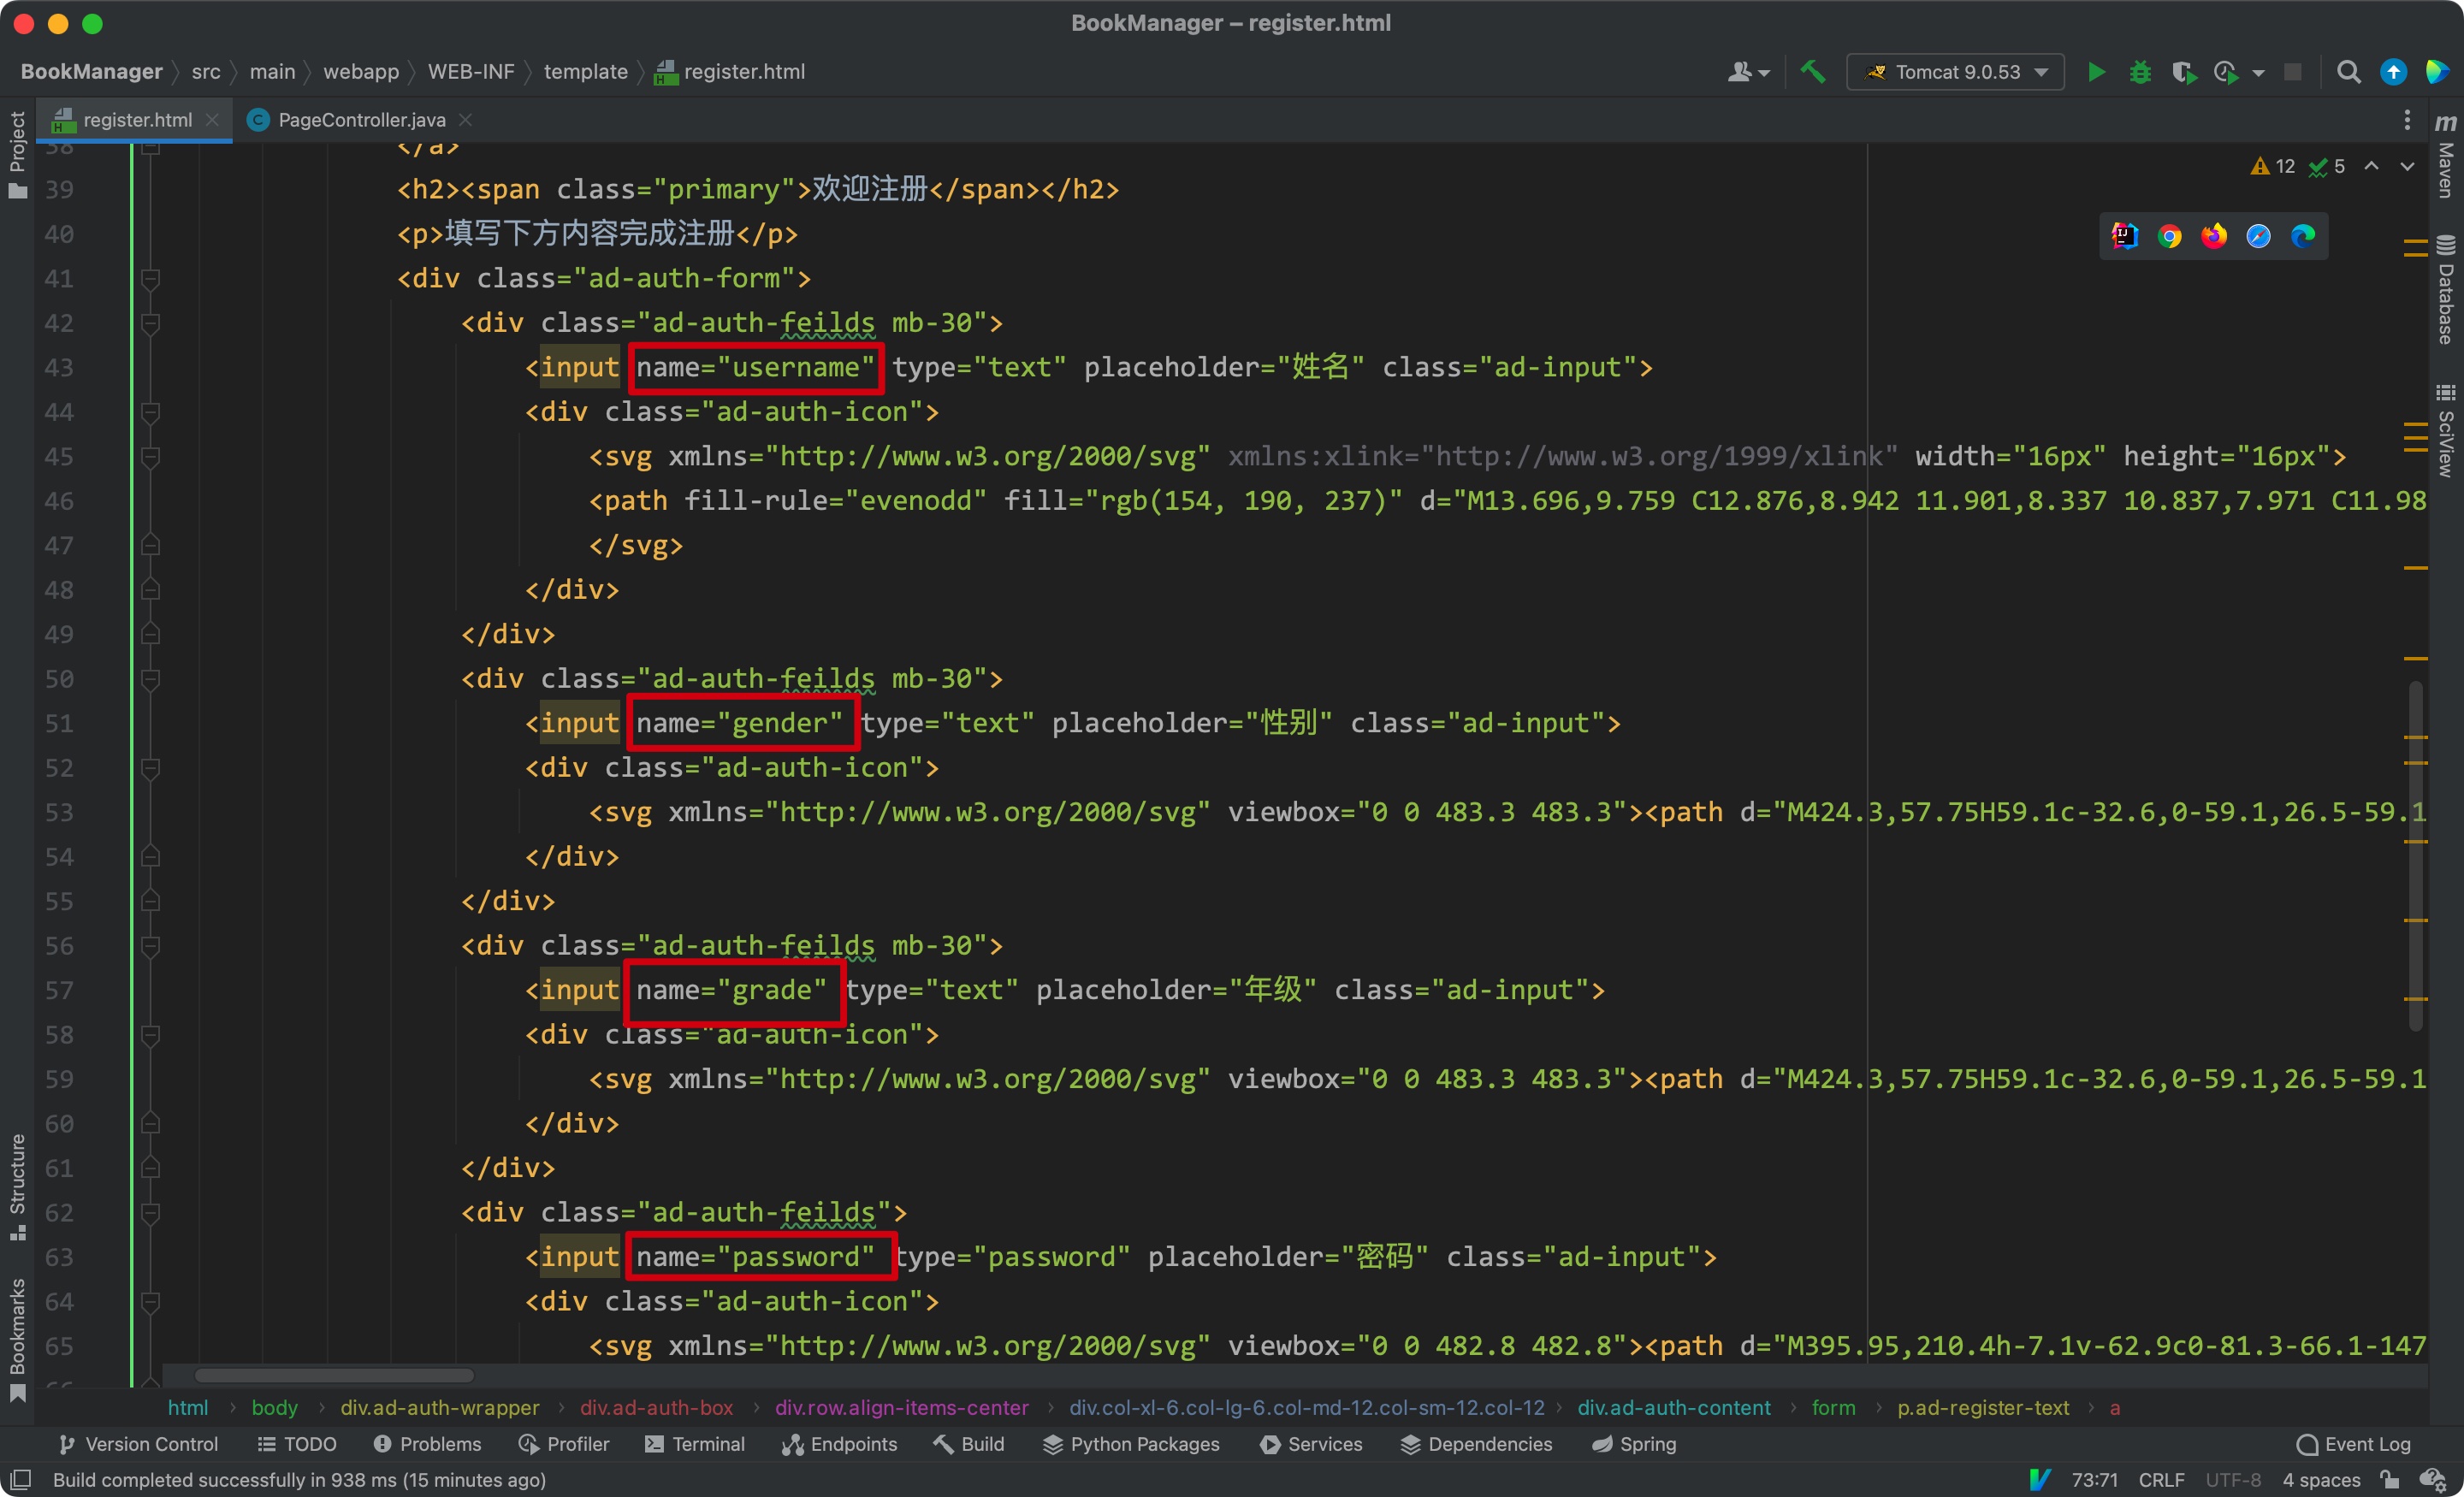 BookManager – register.html
BookManager src main webapp WEB-INF template register.html Tomcat 9.0.53
register.html PageController.java
Project
Structure
Bookmarks
m Maven
Database
SciView
12 5
38 </a>
39 <h2><span class="primary">欢迎注册</span></h2>
40 <p>填写下方内容完成注册</p>
41 <div class="ad-auth-form">
42 <div class="ad-auth-feilds mb-30">
43 <input name="username" type="text" placeholder="姓名" class="ad-input">
44 <div class="ad-auth-icon">
45 <svg xmlns="http://www.w3.org/2000/svg" xmlns:xlink="http://www.w3.org/1999/xlink" width="16px" height="16px">
46 <path fill-rule="evenodd" fill="rgb(154, 190, 237)" d="M13.696,9.759 C12.876,8.942 11.901,8.337 10.837,7.971 C11.98
47 </svg>
48 </div>
49 </div>
50 <div class="ad-auth-feilds mb-30">
51 <input name="gender" type="text" placeholder="性别" class="ad-input">
52 <div class="ad-auth-icon">
53 <svg xmlns="http://www.w3.org/2000/svg" viewbox="0 0 483.3 483.3"><path d="M424.3,57.75H59.1c-32.6,0-59.1,26.5-59.1
54 </div>
55 </div>
56 <div class="ad-auth-feilds mb-30">
57 <input name="grade" type="text" placeholder="年级" class="ad-input">
58 <div class="ad-auth-icon">
59 <svg xmlns="http://www.w3.org/2000/svg" viewbox="0 0 483.3 483.3"><path d="M424.3,57.75H59.1c-32.6,0-59.1,26.5-59.1
60 </div>
61 </div>
62 <div class="ad-auth-feilds">
63 <input name="password" type="password" placeholder="密码" class="ad-input">
64 <div class="ad-auth-icon">
65 <svg xmlns="http://www.w3.org/2000/svg" viewbox="0 0 482.8 482.8"><path d="M395.95,210.4h-7.1v-62.9c0-81.3-66.1-147
html body div.ad-auth-wrapper div.ad-auth-box div.row.align-items-center div.col-xl-6.col-lg-6.col-md-12.col-sm-12.col-12 div.ad-auth-content form p.ad-register-text a
Version Control TODO Problems Profiler Terminal Endpoints Build Python Packages Services Dependencies Spring Event Log
Build completed successfully in 938 ms (15 minutes ago) 73:71 CRLF UTF-8 4 spaces